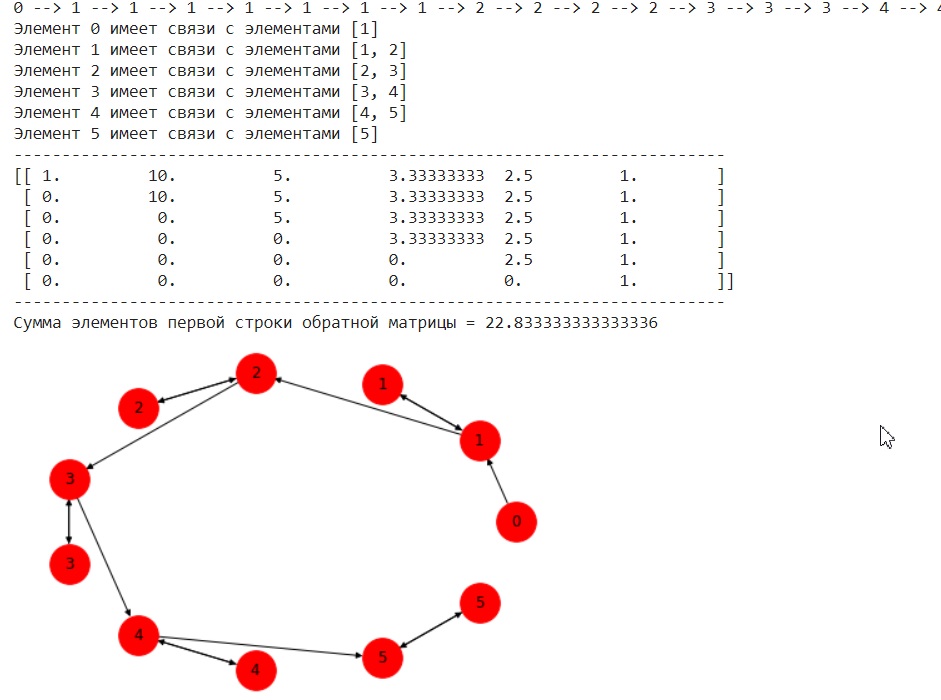 0 --> 1 --> 1 --> 1 --> 1 --> 1 --> 1 --> 1 --> 2 --> 2 --> 2 --> 2 --> 3 --> 3 --> 3 --> 4 --> 4
Элемент 0 имеет связи с элементами [1]
Элемент 1 имеет связи с элементами [1, 2]
Элемент 2 имеет связи с элементами [2, 3]
Элемент 3 имеет связи с элементами [3, 4]
Элемент 4 имеет связи с элементами [4, 5]
Элемент 5 имеет связи с элементами [5]
--------------------------------------------------------------------------
[[ 1. 10. 5. 3.33333333 2.5 1. ]
[ 0. 10. 5. 3.33333333 2.5 1. ]
[ 0. 0. 5. 3.33333333 2.5 1. ]
[ 0. 0. 0. 3.33333333 2.5 1. ]
[ 0. 0. 0. 0. 2.5 1. ]
[ 0. 0. 0. 0. 0. 1. ]]
--------------------------------------------------------------------------
Сумма элементов первой строки обратной матрицы = 22.833333333333336
2
1
2
1
3
0
3
5
4
5
4